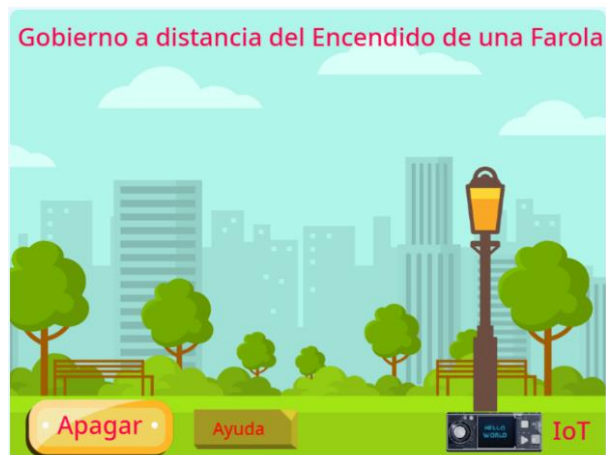 Gobierno a distancia del Encendido de una Farola
Apagar
Ayuda
HELLO
WORLD
IoT